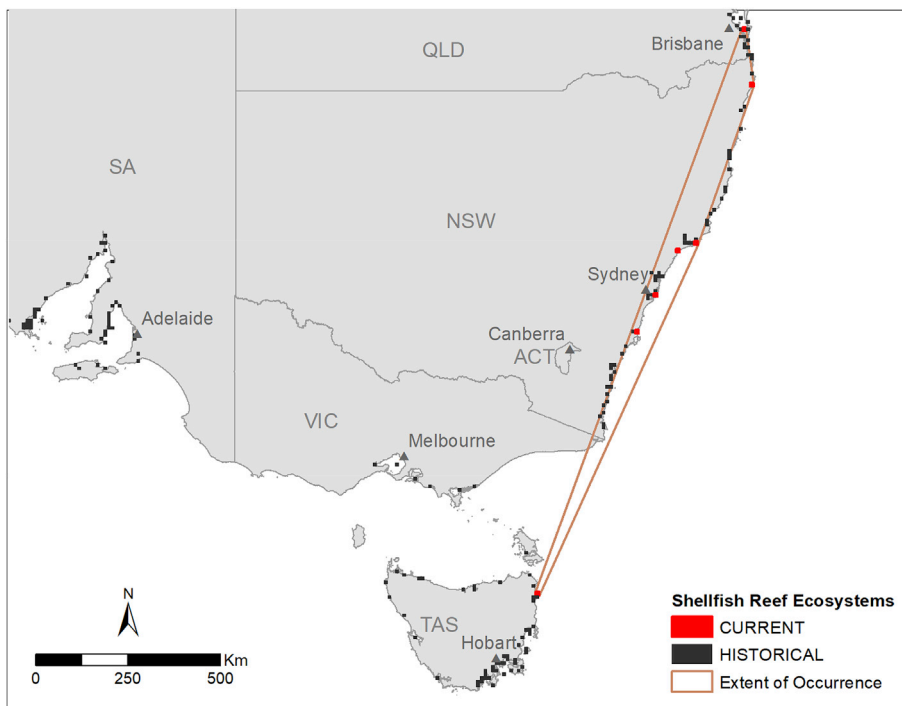 Brisbane
QLD
SA
NSW
Sydney
Adelaide
Canberra
ACT
VIC
Melbourne
N
TAS
Hobart
Km
0 250 500
Shellfish Reef Ecosystems
CURRENT
HISTORICAL
Extent of Occurrence